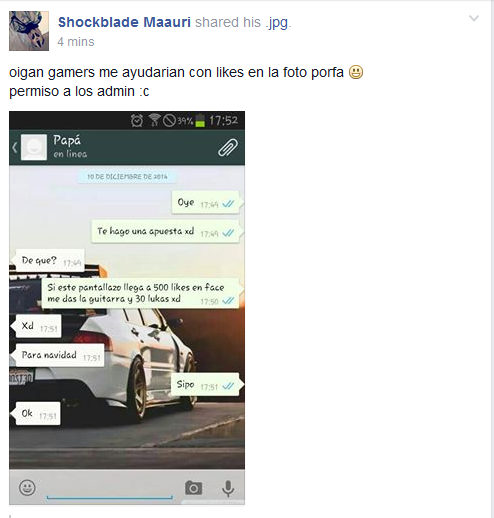 Shockblade Maauri shared his .jpg.
4 mins
oigan gamers me ayudarian con likes en la foto porfa
permiso a los admin :c
39% 17:52
Papá
en línea
10 DE DICIEMBRE DE 2014
Oye 17:49
Te hago una apuesta xd 17:49
De que? 17:49
Si este pantallazo llega a 500 likes en face
me das la guitarra y 30 lukas xd 17:50
Xd 17:51
Para navidad 17:51
Sipo 17:51
Ok 17:51